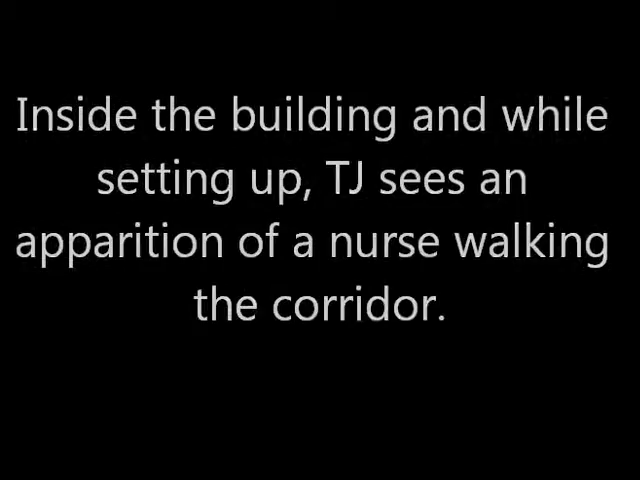 Inside the building and while
setting up, TJ sees an
apparition of a nurse walking
the corridor.